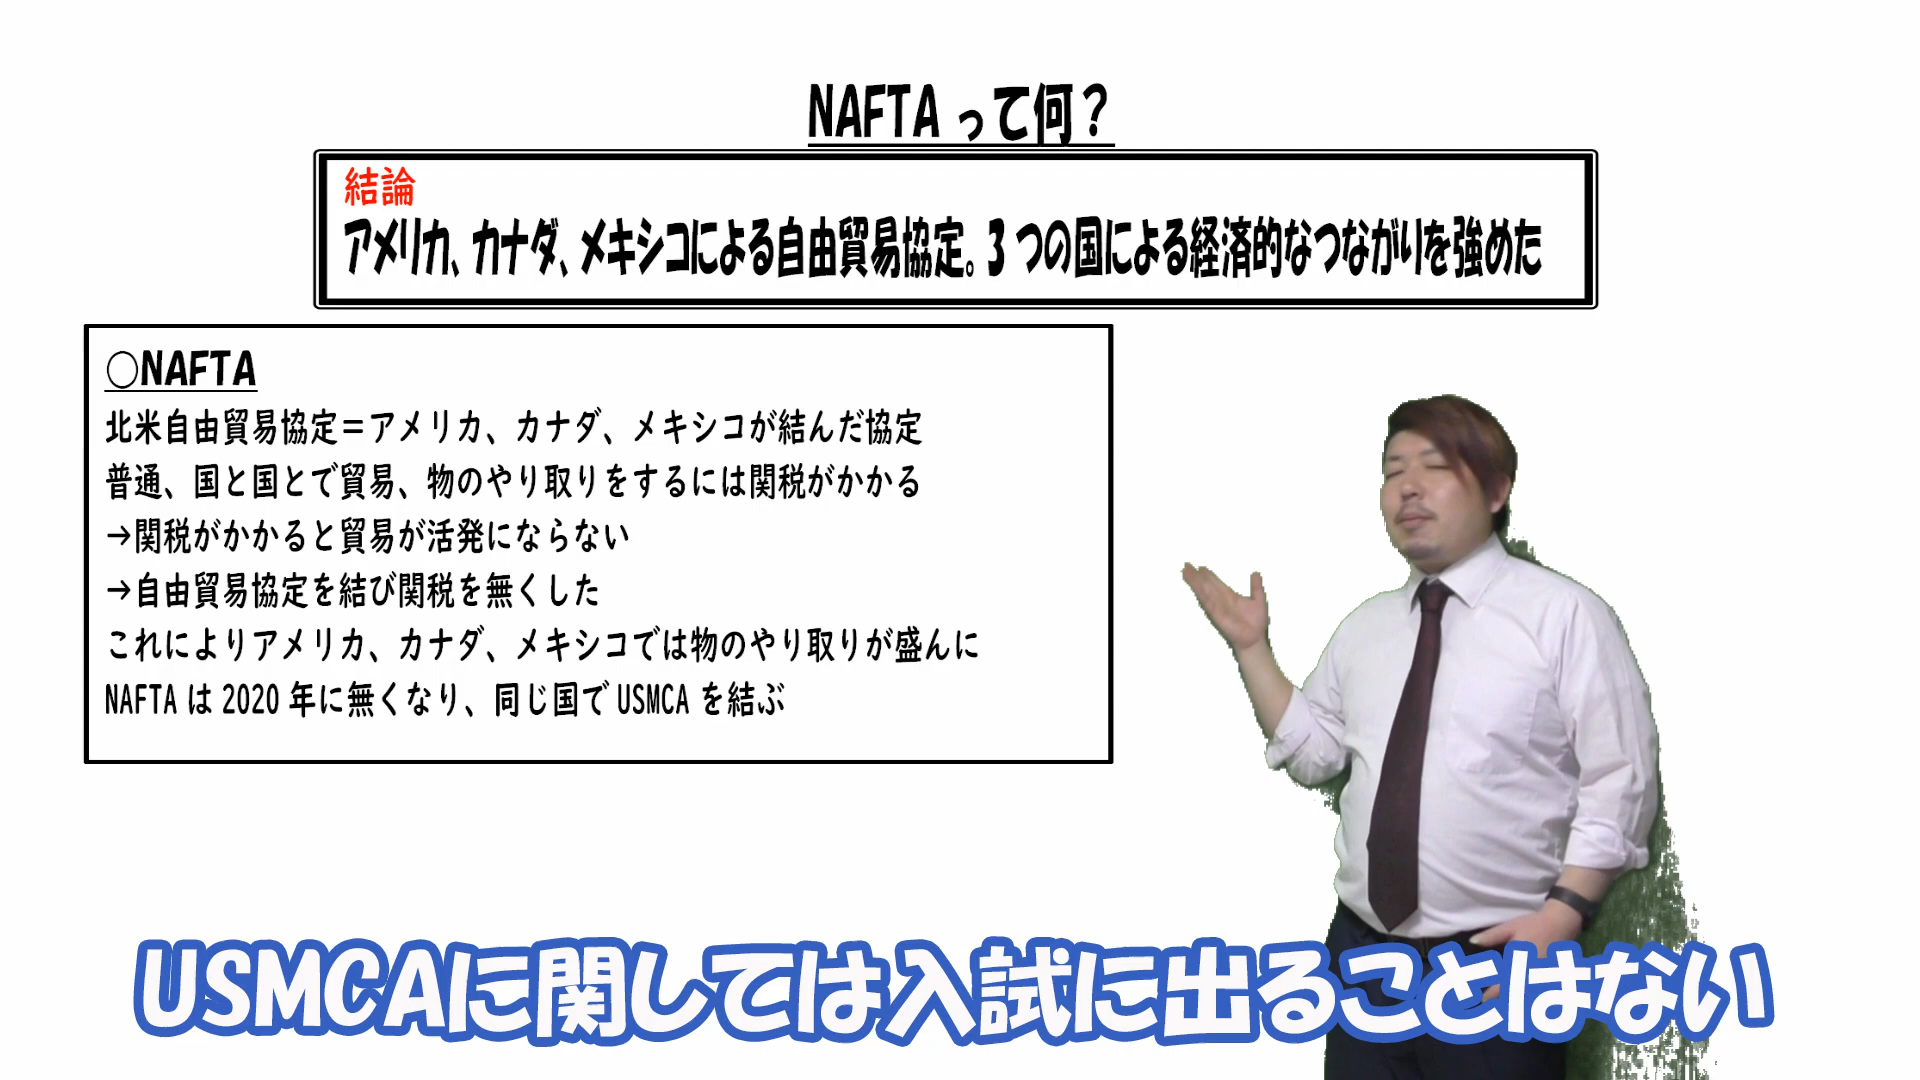 NAFTAって何？
結論
アメリカ、カナダ、メキシコによる自由貿易協定。3つの国による経済的なつながりを強めた
○NAFTA
北米自由貿易協定＝アメリカ、カナダ、メキシコが結んだ協定
普通、国と国とで貿易、物のやり取りをするには関税がかかる
→関税がかかると貿易が活発にならない
→自由貿易協定を結び関税を無くした
これによりアメリカ、カナダ、メキシコでは物のやり取りが盛んに
NAFTAは2020年に無くなり、同じ国でUSMCAを結ぶ
USMCAに関しては入試に出ることはない